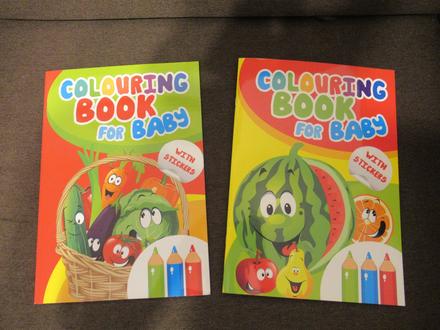 COLOURING
BOOK
FOR BABY
WITH
STICKERS
COLOURING
BOOK
FOR BABY
WITH
STICKERS